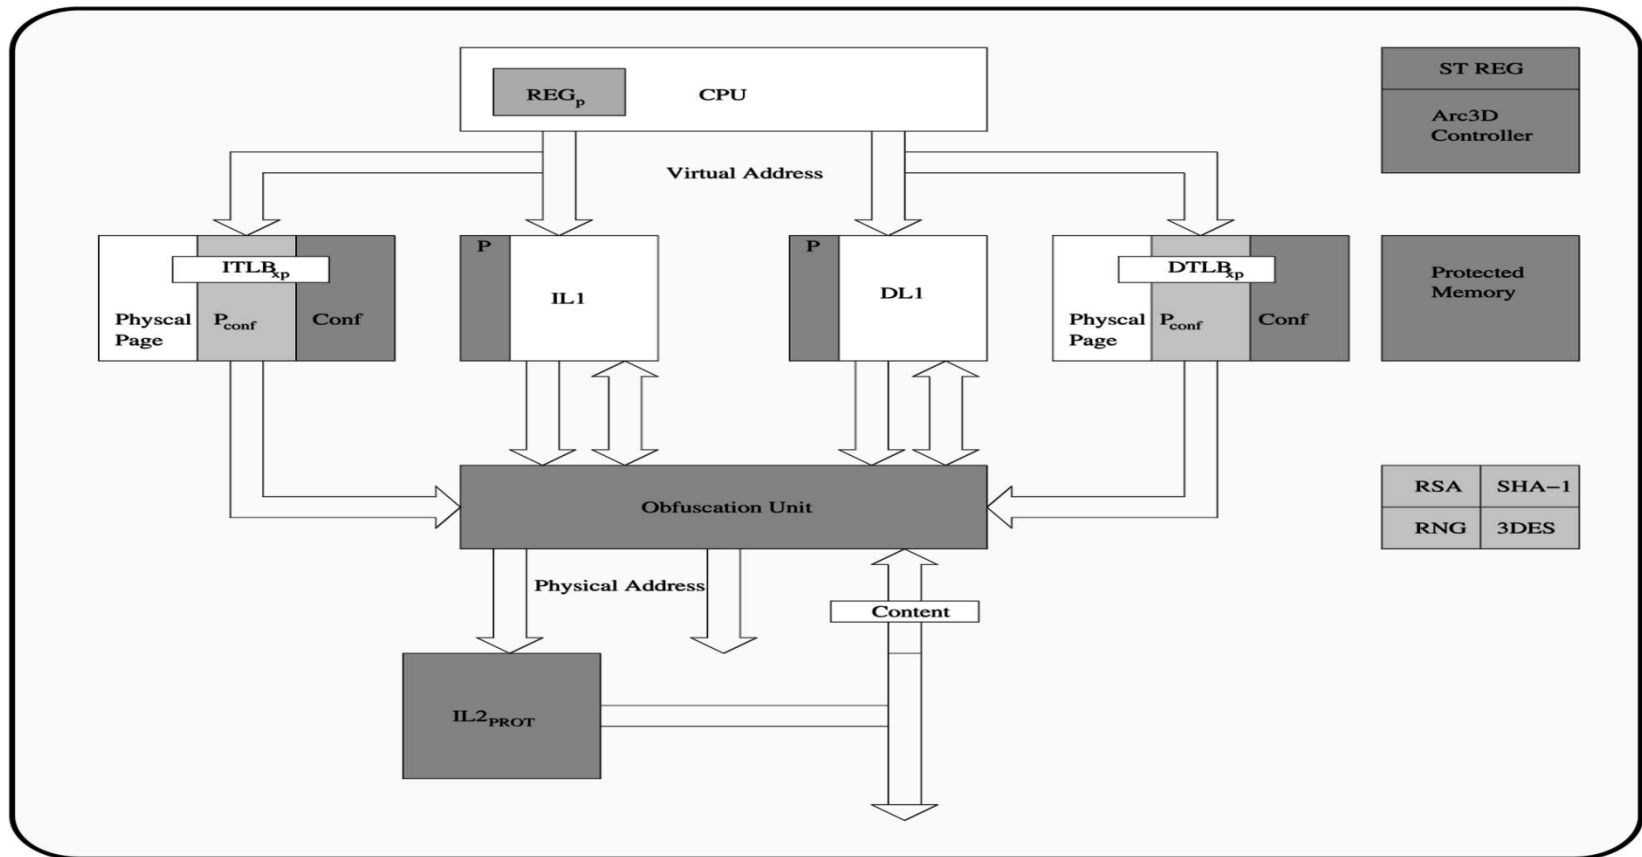 REGp
CPU
ST REG
Arc3D
Controller
Virtual Address
ITLBxp
Physcal
Page
Pconf
Conf
P
IL1
P
DL1
DTLBxp
Physcal
Page
Pconf
Conf
Protected
Memory
Obfuscation Unit
RSA
SHA−1
RNG
3DES
Physical Address
Content
IL2PROT